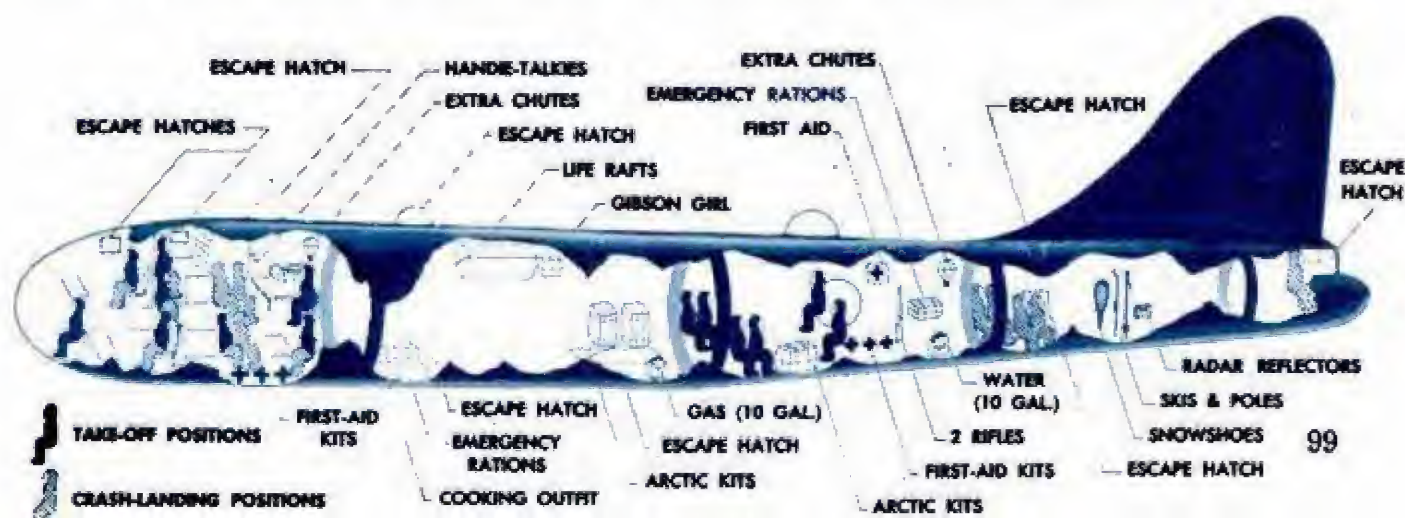 ESCAPE HATCH
HANDIE-TALKIES
EXTRA CHUTES
ESCAPE HATCHES
EXTRA CHUTES
ESCAPE HATCH
EMERGENCY RATIONS
ESCAPE HATCH
FIRST AID
LIFE RAFTS
GIBSON GIRL
ESCAPE
HATCH
TAKE-OFF POSITIONS
CRASH-LANDING POSITIONS
FIRST-AID
KITS
ESCAPE HATCH
EMERGENCY
RATIONS
COOKING OUTFIT
GAS (10 GAL.)
ESCAPE HATCH
ARCTIC KITS
WATER
(10 GAL.)
2 RIFLES
FIRST-AID KITS
ARCTIC KITS
RADAR REFLECTORS
SKIS & POLES
SNOWSHOES
ESCAPE HATCH
99